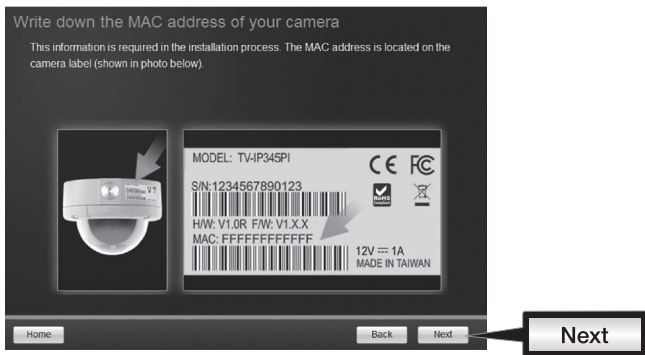 Write down the MAC address of your camera
This information is required in the installation process. The MAC address is located on the
camera label (shown in photo below).
MODEL: TV-IP345PI
CE FC
S/N:1234567890123
RoHS
Compliant
H/W: V1.0R F/W: V1.X.X
MAC: FFFFFFFFFFFF
12V ⎓ 1A
MADE IN TAIWAN
Home
Back
Next
Next